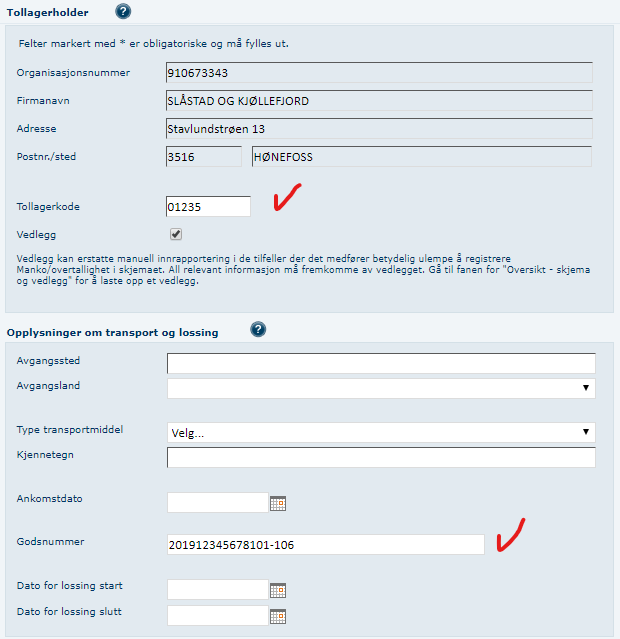 Tollagerholder ?
Felter markert med * er obligatoriske og må fylles ut.
Organisasjonsnummer 910673343
Firmanavn SLÅSTAD OG KJØLLEFJORD
Adresse Stavlundstrøen 13
Postnr./sted 3516 HØNEFOSS
Tollagerkode 01235
Vedlegg
Vedlegg kan erstatte manuell innrapportering i de tilfeller der det medfører betydelig ulempe å registrere
Manko/overtallighet i skjemaet. All relevant informasjon må fremkomme av vedlegget. Gå til fanen for "Oversikt - skjema
og vedlegg" for å laste opp et vedlegg.
Opplysninger om transport og lossing ?
Avgangssted
Avgangsland
Type transportmiddel Velg...
Kjennetegn
Ankomstdato
Godsnummer 201912345678101-106
Dato for lossing start
Dato for lossing slutt